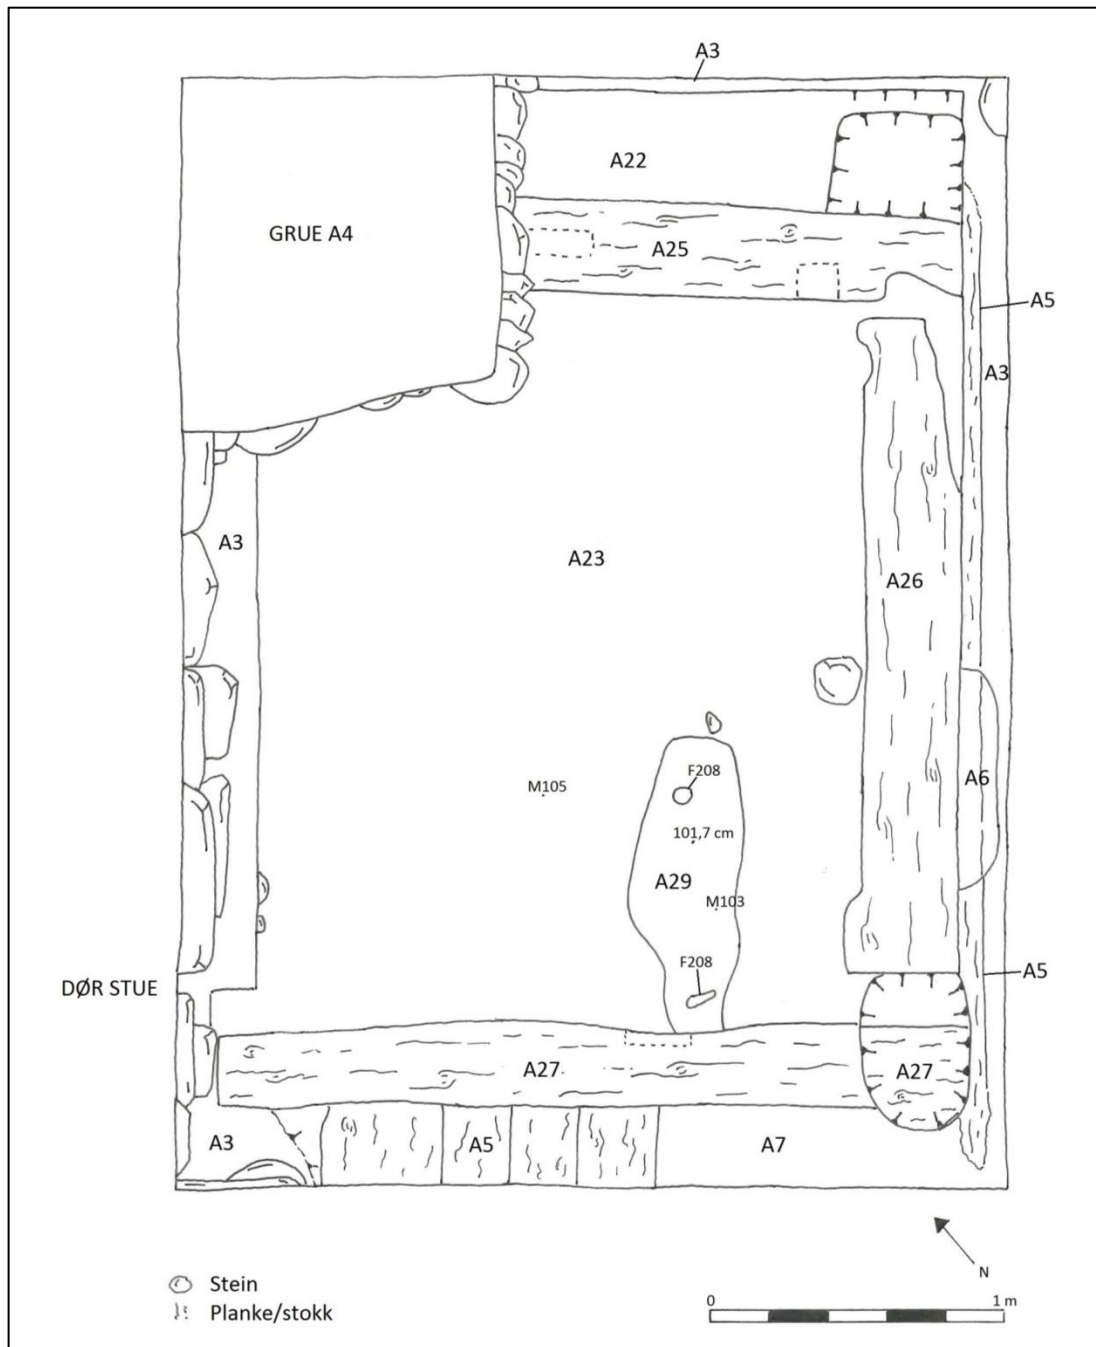 A3
A22
GRUE A4
A25
A5
A3
A3
A23
A26
F208
M105
A6
101,7 cm
A29
M103
F208
A5
DØR STUE
A27
A27
A3
A5
A7
N
Stein
Planke/stokk
0 1 m